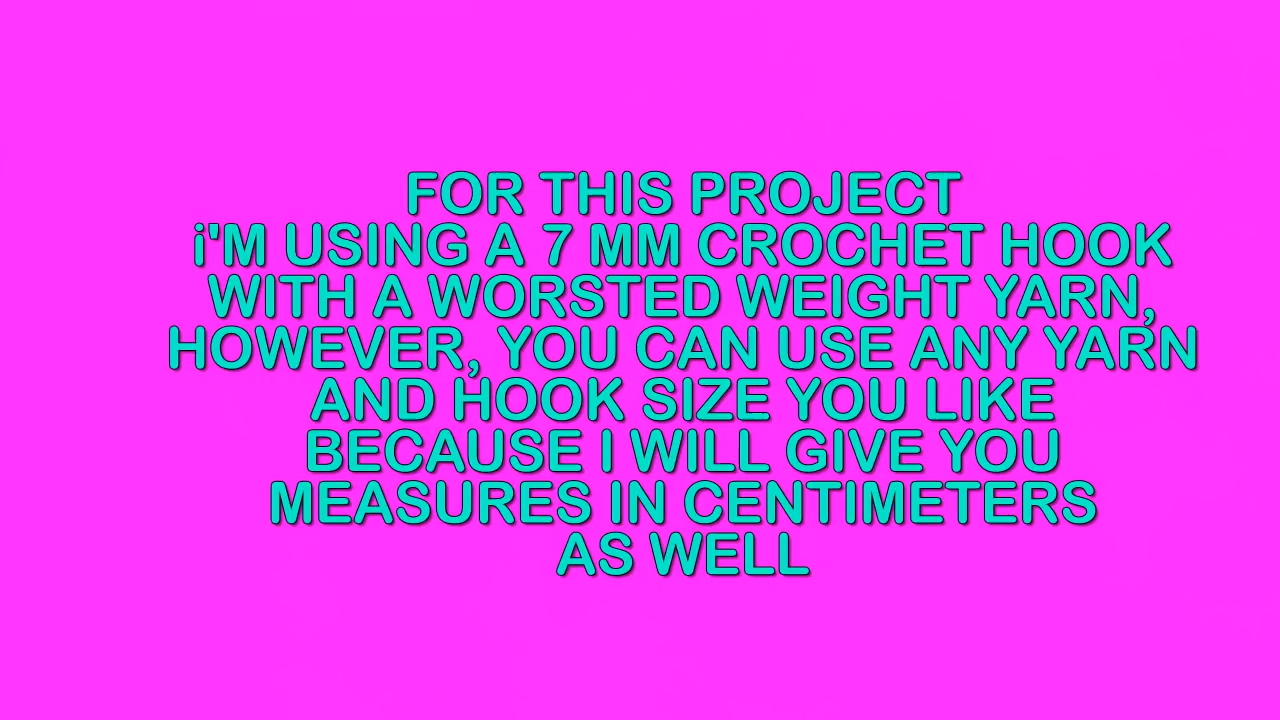 FOR THIS PROJECT
i'M USING A 7 MM CROCHET HOOK
WITH A WORSTED WEIGHT YARN,
HOWEVER, YOU CAN USE ANY YARN
AND HOOK SIZE YOU LIKE
BECAUSE I WILL GIVE YOU
MEASURES IN CENTIMETERS
AS WELL